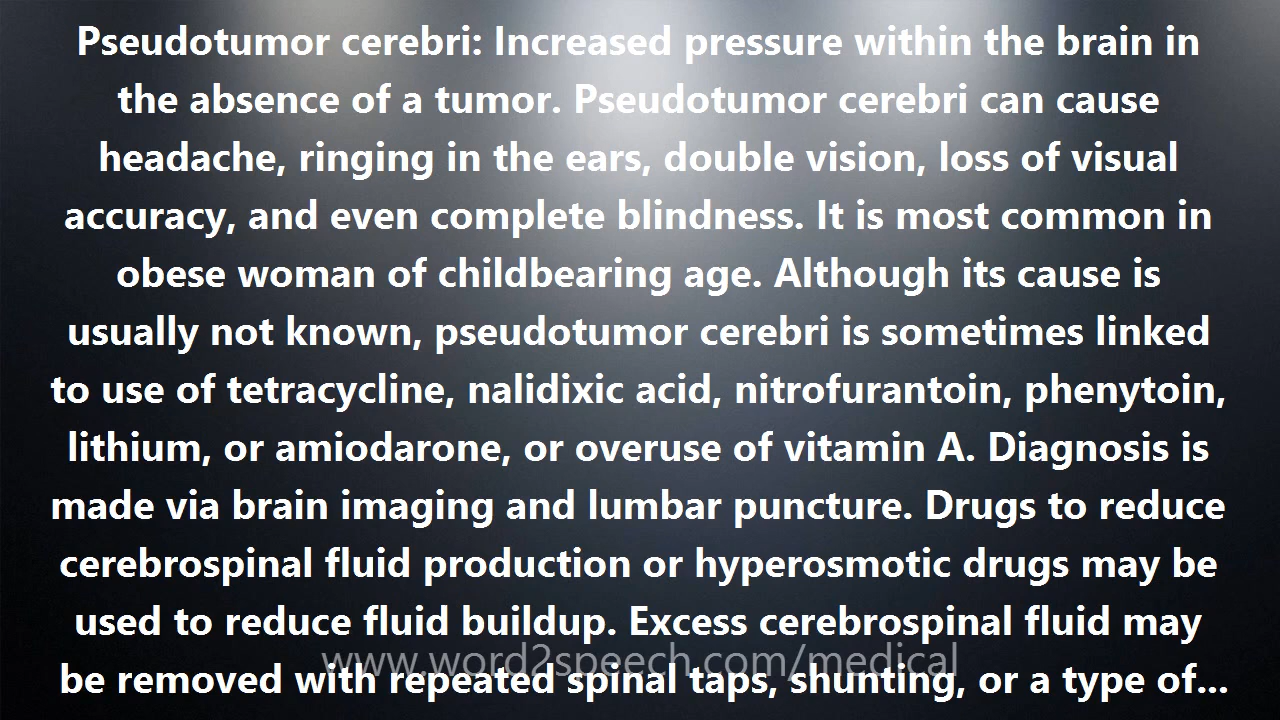 Pseudotumor cerebri: Increased pressure within the brain in
the absence of a tumor. Pseudotumor cerebri can cause
headache, ringing in the ears, double vision, loss of visual
accuracy, and even complete blindness. It is most common in
obese woman of childbearing age. Although its cause is
usually not known, pseudotumor cerebri is sometimes linked
to use of tetracycline, nalidixic acid, nitrofurantoin, phenytoin,
lithium, or amiodarone, or overuse of vitamin A. Diagnosis is
made via brain imaging and lumbar puncture. Drugs to reduce
cerebrospinal fluid production or hyperosmotic drugs may be
used to reduce fluid buildup. Excess cerebrospinal fluid may
www.word2speech.com/medical
be removed with repeated spinal taps, shunting, or a type of...